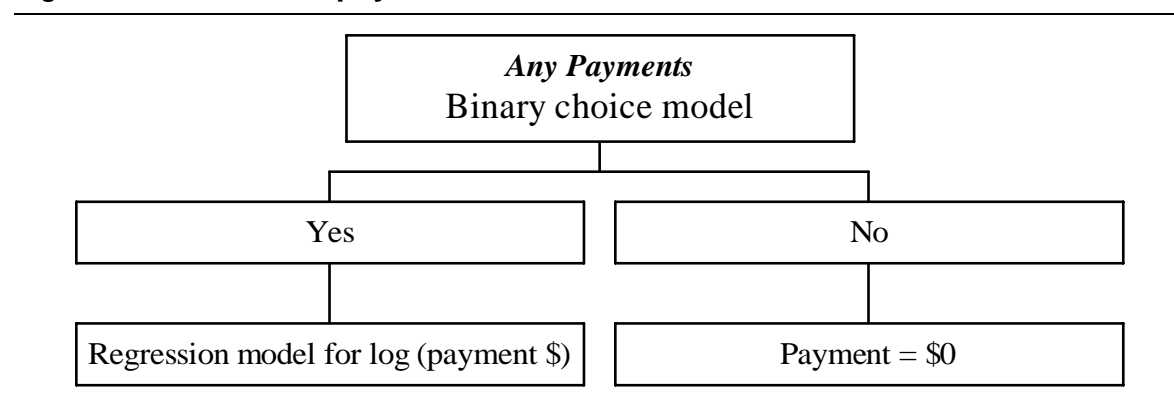 Any Payments
Binary choice model
Yes
No
Regression model for log (payment $)
Payment = $0